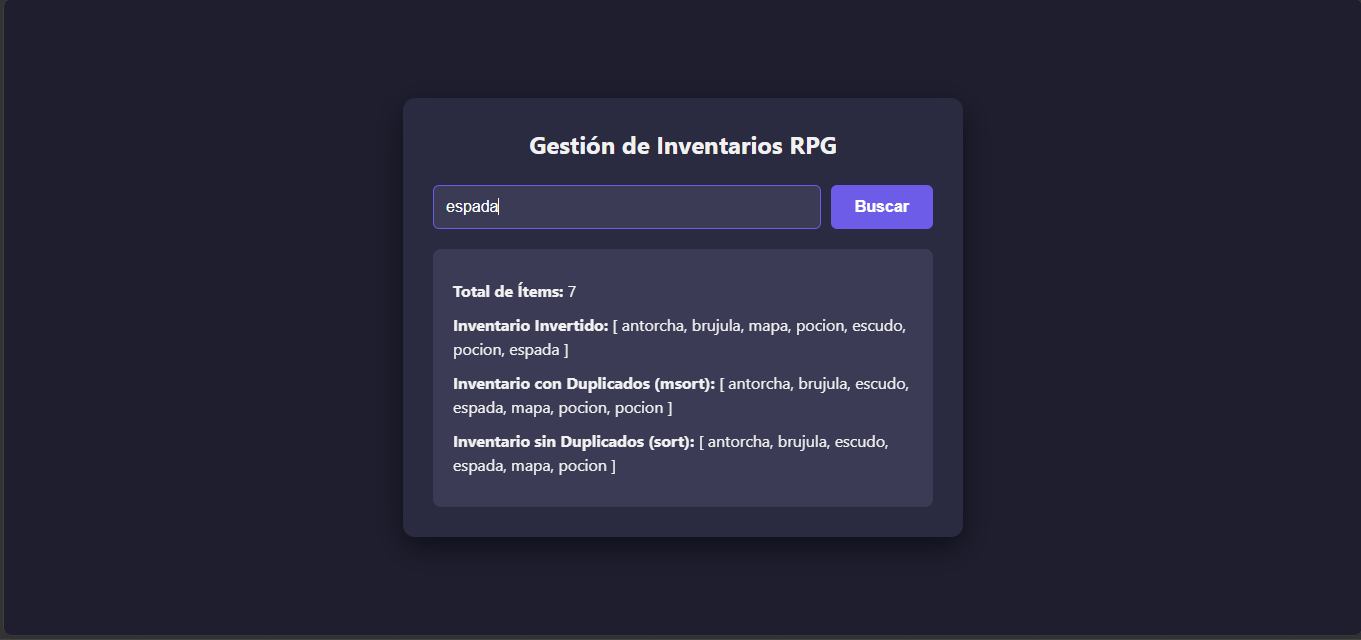 Gestión de Inventarios RPG
espada
Buscar
Total de Ítems: 7
Inventario Invertido: [ antorcha, brujula, mapa, pocion, escudo,
pocion, espada ]
Inventario con Duplicados (msort): [ antorcha, brujula, escudo,
espada, mapa, pocion, pocion ]
Inventario sin Duplicados (sort): [ antorcha, brujula, escudo,
espada, mapa, pocion ]